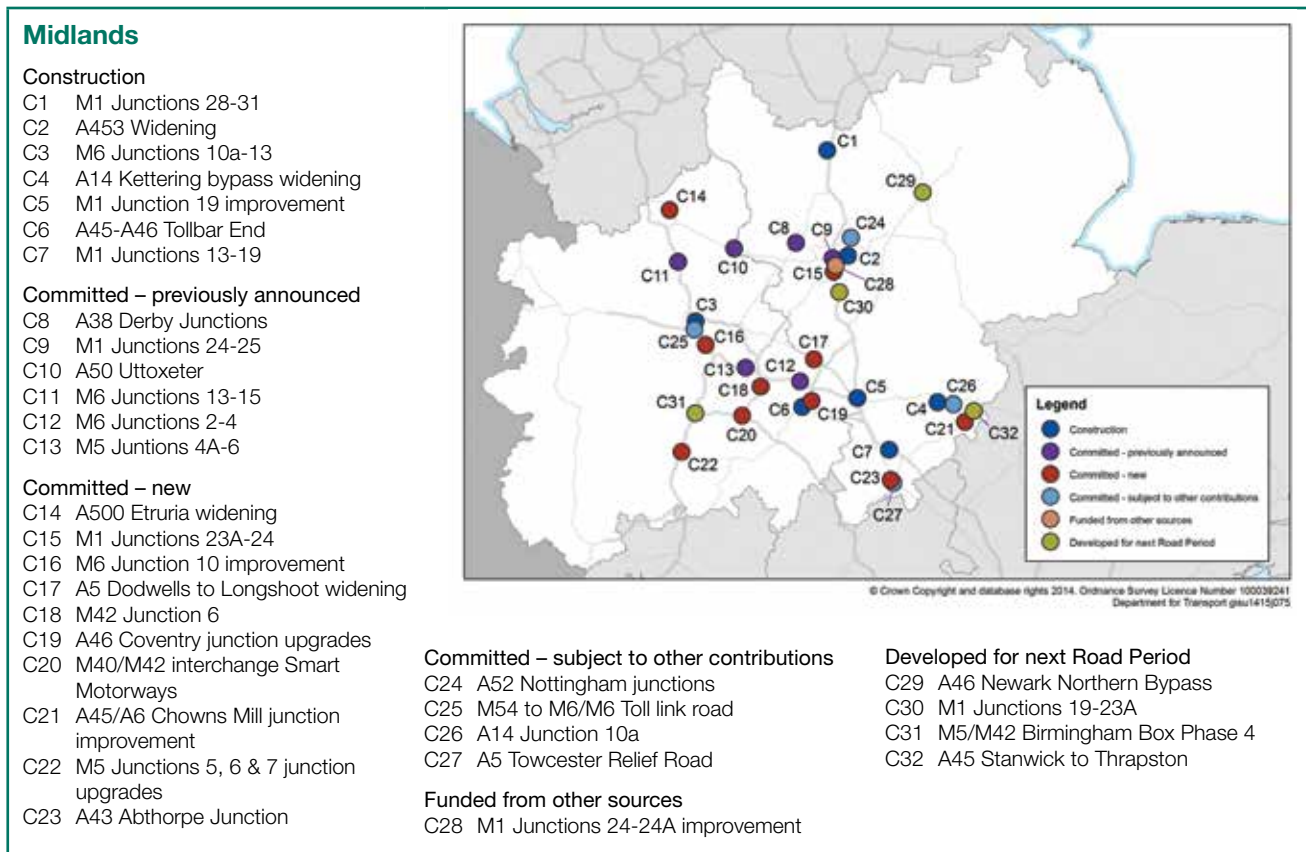 Midlands
Construction
C1 M1 Junctions 28-31
C2 A453 Widening
C3 M6 Junctions 10a-13
C4 A14 Kettering bypass widening
C5 M1 Junction 19 improvement
C6 A45-A46 Tollbar End
C7 M1 Junctions 13-19
Committed – previously announced
C8 A38 Derby Junctions
C9 M1 Junctions 24-25
C10 A50 Uttoxeter
C11 M6 Junctions 13-15
C12 M6 Junctions 2-4
C13 M5 Juntions 4A-6
Committed – new
C14 A500 Etruria widening
C15 M1 Junctions 23A-24
C16 M6 Junction 10 improvement
C17 A5 Dodwells to Longshoot widening
C18 M42 Junction 6
C19 A46 Coventry junction upgrades
C20 M40/M42 interchange Smart
Motorways
C21 A45/A6 Chowns Mill junction
improvement
C22 M5 Junctions 5, 6 & 7 junction
upgrades
C23 A43 Abthorpe Junction
C1
C29
C14
C8
C9
C24
C2
C10
C11
C15
C28
C30
C3
C25
C16
C17
C13
C12
C18
C5
C26
C4
C31
C6
C19
C20
C21
C32
C22
C7
C23
C27
Legend
Construction
Committed - previously announced
Committed - new
Committed - subject to other contributions
Funded from other sources
Developed for next Road Period
© Crown Copyright and database rights 2014. Ordnance Survey Licence Number 100039241
Department for Transport gisu1415j075
Committed – subject to other contributions
C24 A52 Nottingham junctions
C25 M54 to M6/M6 Toll link road
C26 A14 Junction 10a
C27 A5 Towcester Relief Road
Funded from other sources
C28 M1 Junctions 24-24A improvement
Developed for next Road Period
C29 A46 Newark Northern Bypass
C30 M1 Junctions 19-23A
C31 M5/M42 Birmingham Box Phase 4
C32 A45 Stanwick to Thrapston